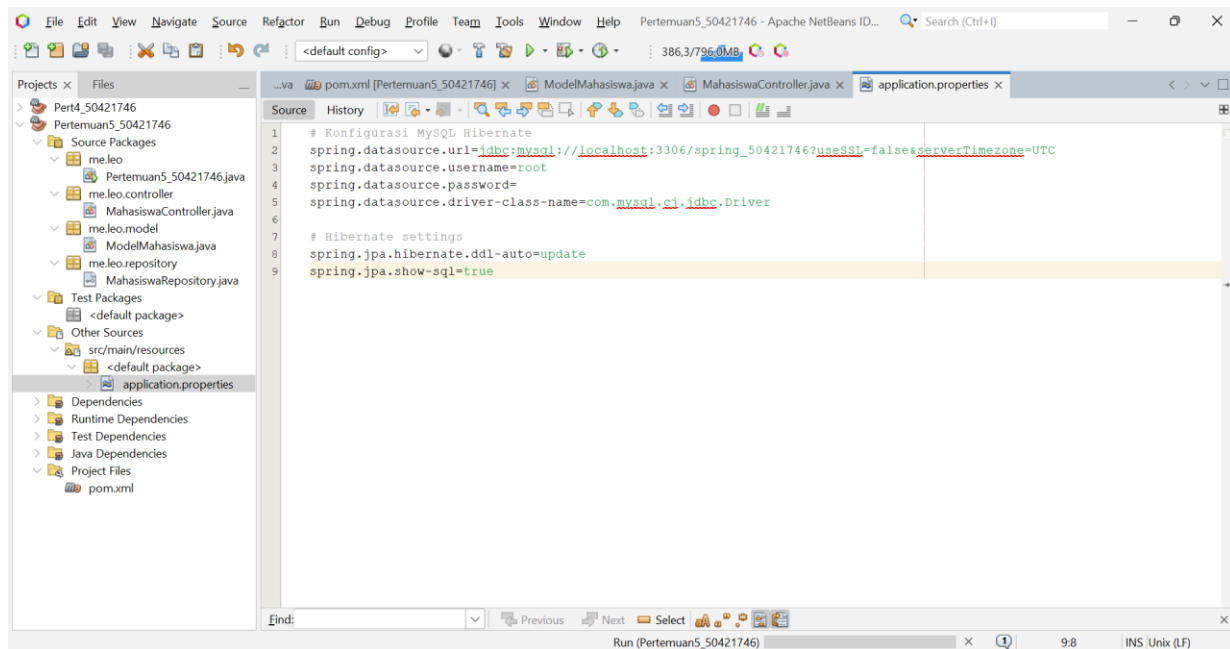 File Edit View Navigate Source Refactor Run Debug Profile Team Tools Window Help Pertemuan5_50421746 - Apache NetBeans ID... Search (Ctrl+I)
<default config> 386,3/796,0MB
Projects Files
...va pom.xml [Pertemuan5_50421746] ModelMahasiswa.java MahasiswaController.java application.properties
Pert4_50421746
Pertemuan5_50421746
Source Packages
me.leo
Pertemuan5_50421746.java
me.leo.controller
MahasiswaController.java
me.leo.model
ModelMahasiswa.java
me.leo.repository
MahasiswaRepository.java
Test Packages
<default package>
Other Sources
src/main/resources
<default package>
application.properties
Dependencies
Runtime Dependencies
Test Dependencies
Java Dependencies
Project Files
pom.xml
Source History
1 # Konfigurasi MySQL Hibernate
2 spring.datasource.url=jdbc:mysql://localhost:3306/spring_50421746?useSSL=false&serverTimezone=UTC
3 spring.datasource.username=root
4 spring.datasource.password=
5 spring.datasource.driver-class-name=com.mysql.cj.jdbc.Driver
6
7 # Hibernate settings
8 spring.jpa.hibernate.ddl-auto=update
9 spring.jpa.show-sql=true
Find: Previous Next Select
Run (Pertemuan5_50421746) 1 9:8 INS Unix (LF)